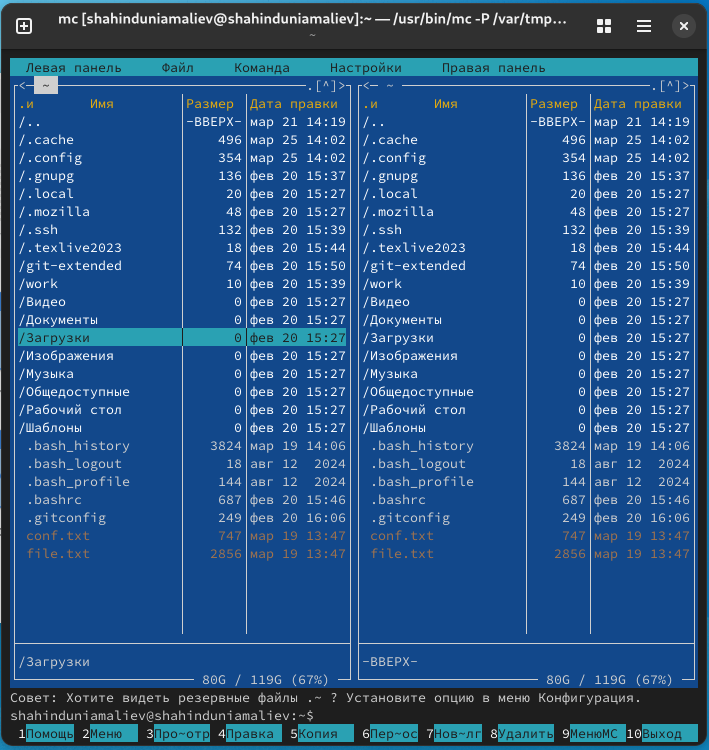 mc [shahinduniamaliev@shahinduniamaliev]:~ — /usr/bin/mc -P /var/tmp...
~
Левая панель Файл Команда Настройки Правая панель
<— ~ .[^]> <— ~ .[^]>
.и Имя Размер Дата правки .и Имя Размер Дата правки
/.. -ВВЕРХ- мар 21 14:19 /.. -ВВЕРХ- мар 21 14:19
/.cache 496 мар 25 14:02 /.cache 496 мар 25 14:02
/.config 354 мар 25 14:02 /.config 354 мар 25 14:02
/.gnupg 136 фев 20 15:37 /.gnupg 136 фев 20 15:37
/.local 20 фев 20 15:27 /.local 20 фев 20 15:27
/.mozilla 48 фев 20 15:27 /.mozilla 48 фев 20 15:27
/.ssh 132 фев 20 15:39 /.ssh 132 фев 20 15:39
/.texlive2023 18 фев 20 15:44 /.texlive2023 18 фев 20 15:44
/git-extended 74 фев 20 15:50 /git-extended 74 фев 20 15:50
/work 10 фев 20 15:39 /work 10 фев 20 15:39
/Видео 0 фев 20 15:27 /Видео 0 фев 20 15:27
/Документы 0 фев 20 15:27 /Документы 0 фев 20 15:27
/Загрузки 0 фев 20 15:27 /Загрузки 0 фев 20 15:27
/Изображения 0 фев 20 15:27 /Изображения 0 фев 20 15:27
/Музыка 0 фев 20 15:27 /Музыка 0 фев 20 15:27
/Общедоступные 0 фев 20 15:27 /Общедоступные 0 фев 20 15:27
/Рабочий стол 0 фев 20 15:27 /Рабочий стол 0 фев 20 15:27
/Шаблоны 0 фев 20 15:27 /Шаблоны 0 фев 20 15:27
.bash_history 3824 мар 19 14:06 .bash_history 3824 мар 19 14:06
.bash_logout 18 авг 12 2024 .bash_logout 18 авг 12 2024
.bash_profile 144 авг 12 2024 .bash_profile 144 авг 12 2024
.bashrc 687 фев 20 15:46 .bashrc 687 фев 20 15:46
.gitconfig 249 фев 20 16:06 .gitconfig 249 фев 20 16:06
conf.txt 747 мар 19 13:47 conf.txt 747 мар 19 13:47
file.txt 2856 мар 19 13:47 file.txt 2856 мар 19 13:47
/Загрузки -ВВЕРХ-
80G / 119G (67%) 80G / 119G (67%)
Совет: Хотите видеть резервные файлы .~ ? Установите опцию в меню Конфигурация.
shahinduniamaliev@shahinduniamaliev:~$
1Помощь 2Меню 3Про~отр 4Правка 5Копия 6Пер~ос 7Нов~лг 8Удалить 9МенюМС 10Выход